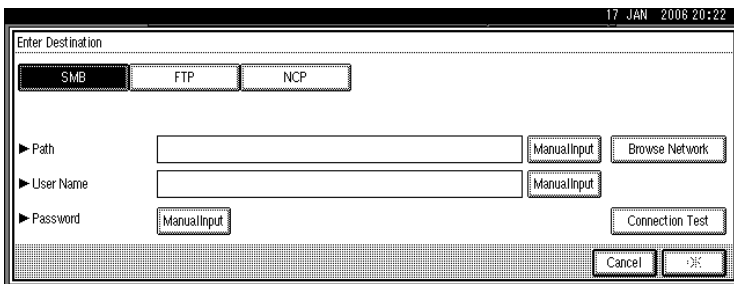 17 JAN 2006 20:22
Enter Destination
SMB FTP NCP
▶ Path ManualInput Browse Network
▶ User Name ManualInput
▶ Password ManualInput Connection Test
Cancel OK